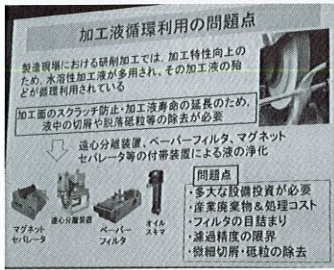 加工液循環利用の問題点
製造現場における研削加工では、加工特性向上の
ため、水溶性加工液が多用され、その加工液の殆
どが循環利用されている
加工面のスクラッチ防止・加工液寿命の延長のため、
液中の切屑や脱落砥粒等の除去が必要
遠心分離装置、ペーパーフィルタ、マグネット
セパレータ等の付帯装置による液の浄化
マグネット
セパレータ
遠心分離装置
ペーパー
フィルタ
オイル
スキマ
問題点
・多大な設備投資が必要
・産業廃棄物＆処理コスト
・フィルタの目詰まり
・濾過精度の限界
・微細切屑・砥粒の除去